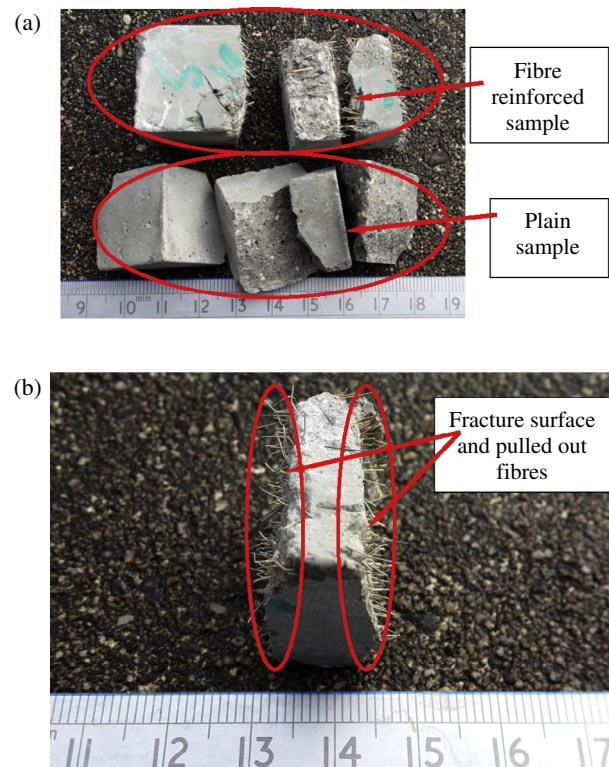 (a)
Fibre
reinforced
sample
Plain
sample
9 10 mm 11 12 13 14 15 16 17 18 19
(b)
Fracture surface
and pulled out
fibres
11 12 13 14 15 16 17